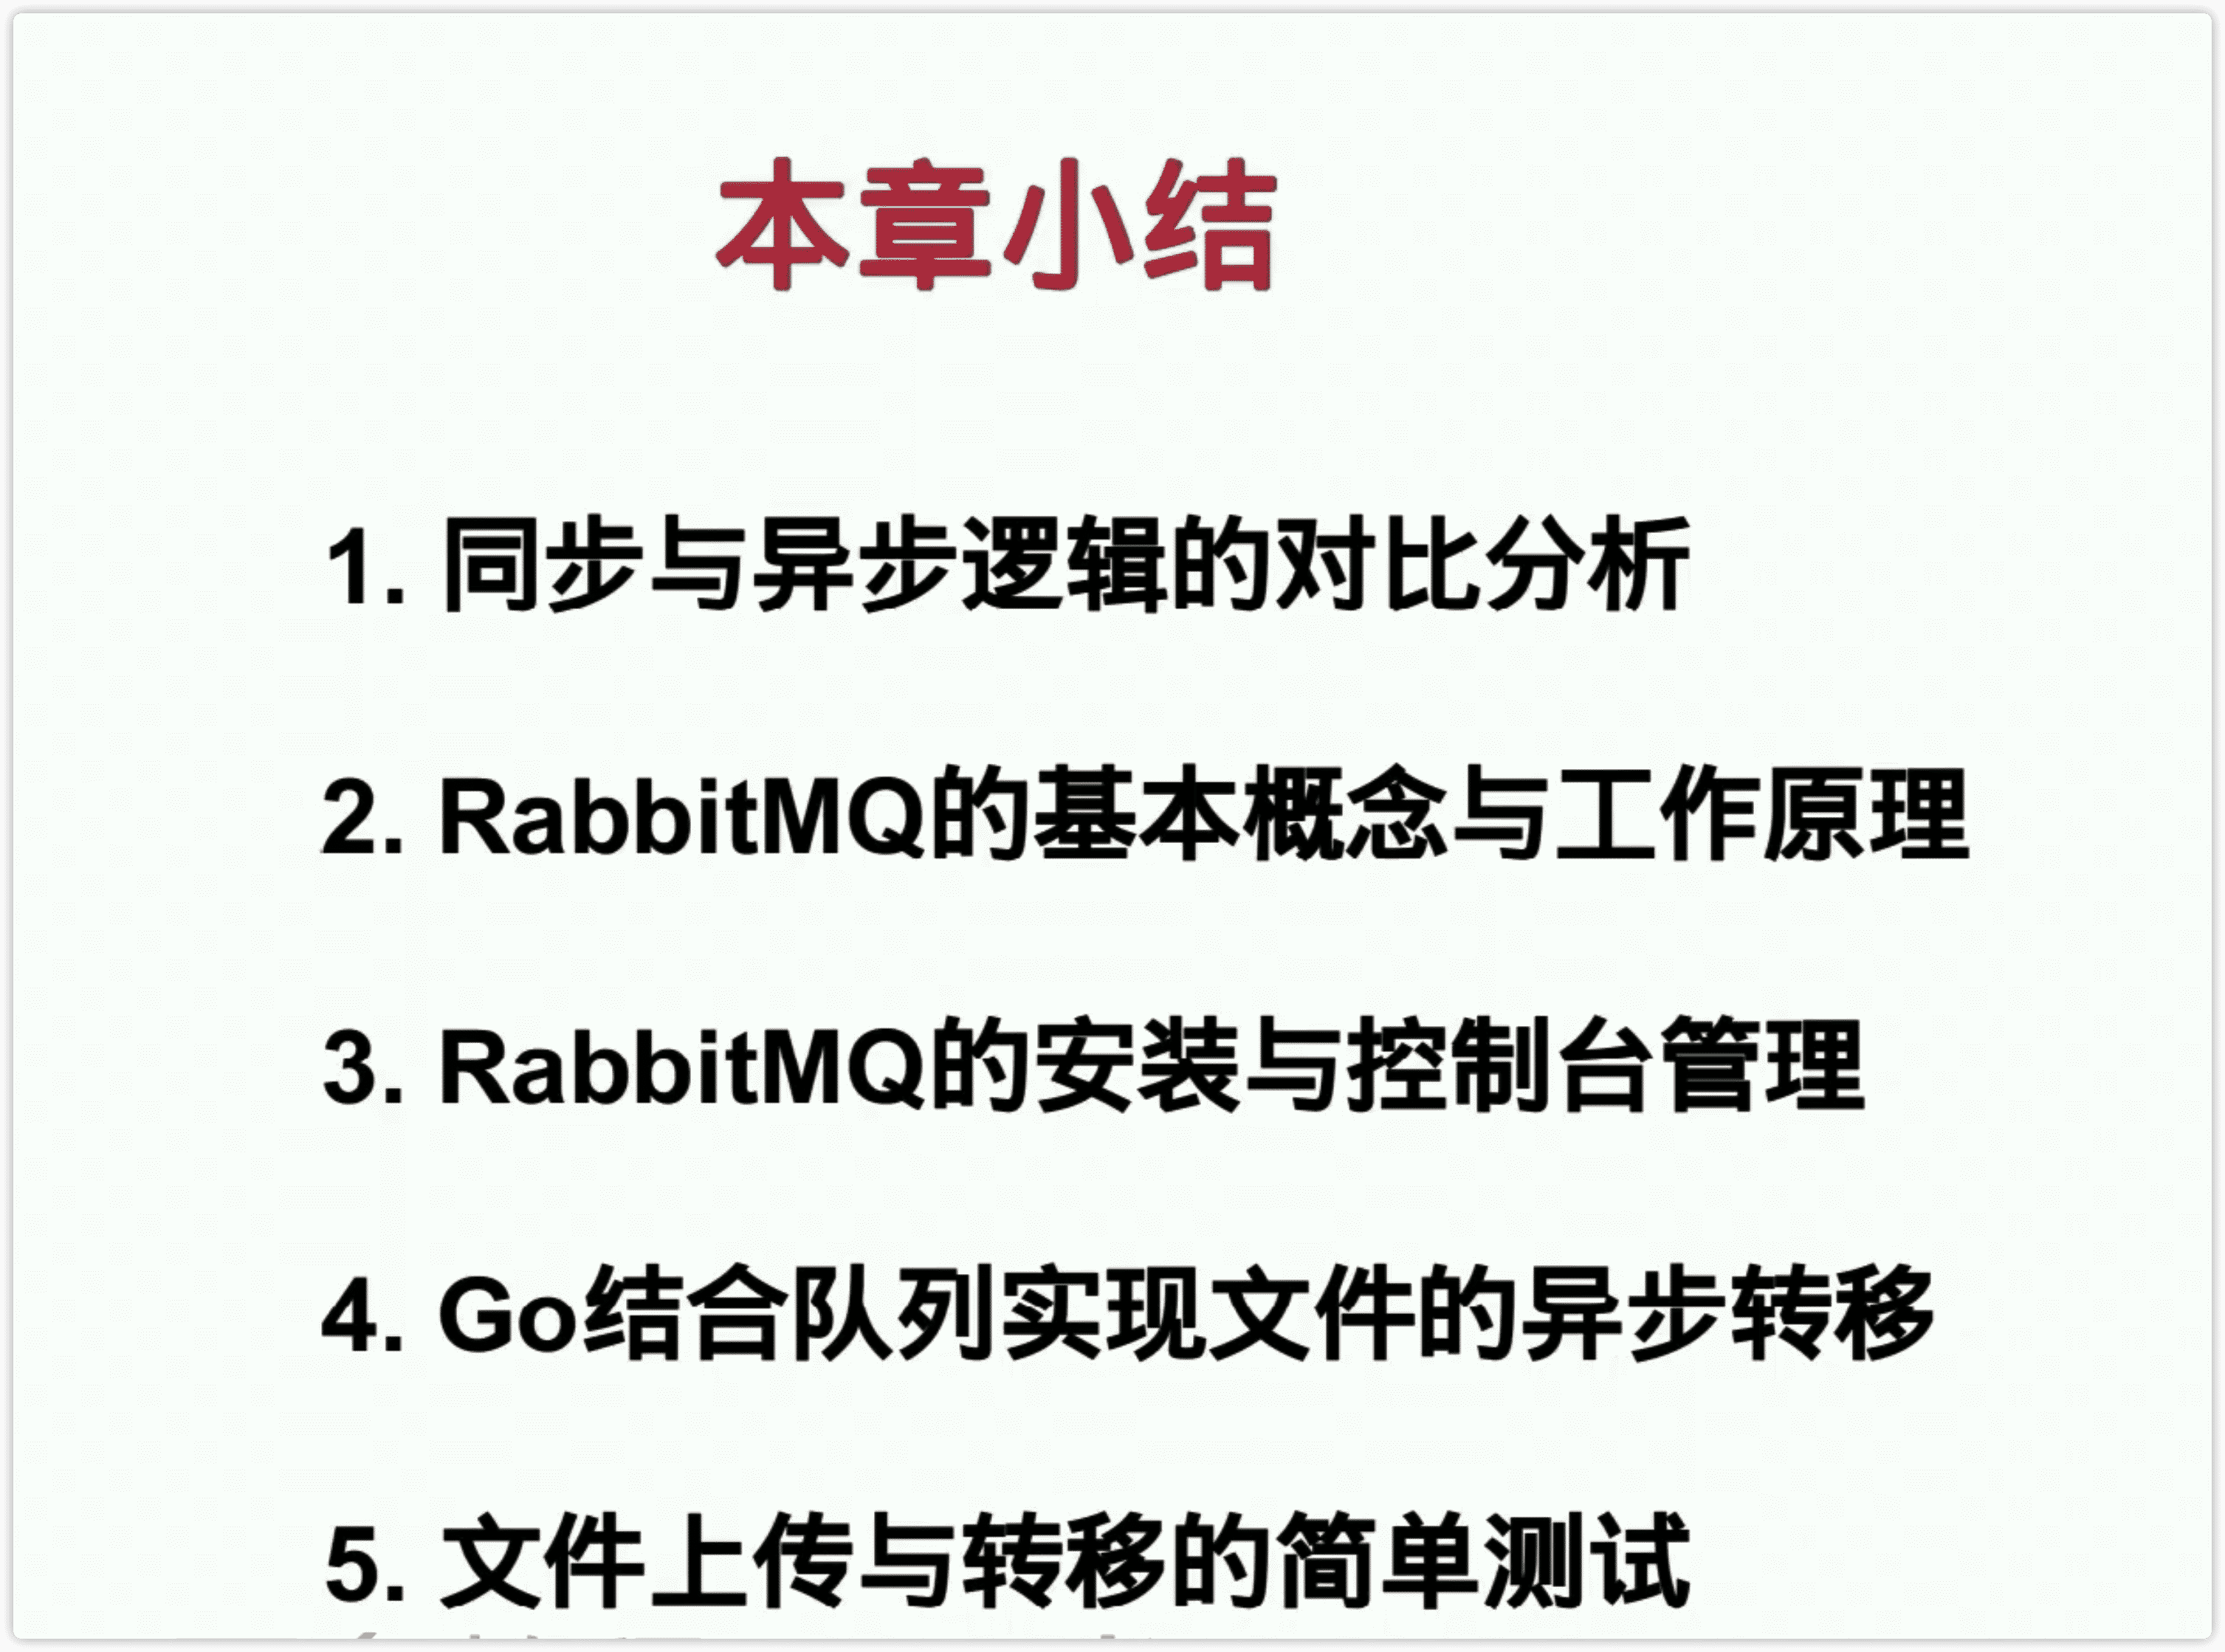 本章小结
1. 同步与异步逻辑的对比分析
2. RabbitMQ的基本概念与工作原理
3. RabbitMQ的安装与控制台管理
4. Go结合队列实现文件的异步转移
5. 文件上传与转移的简单测试